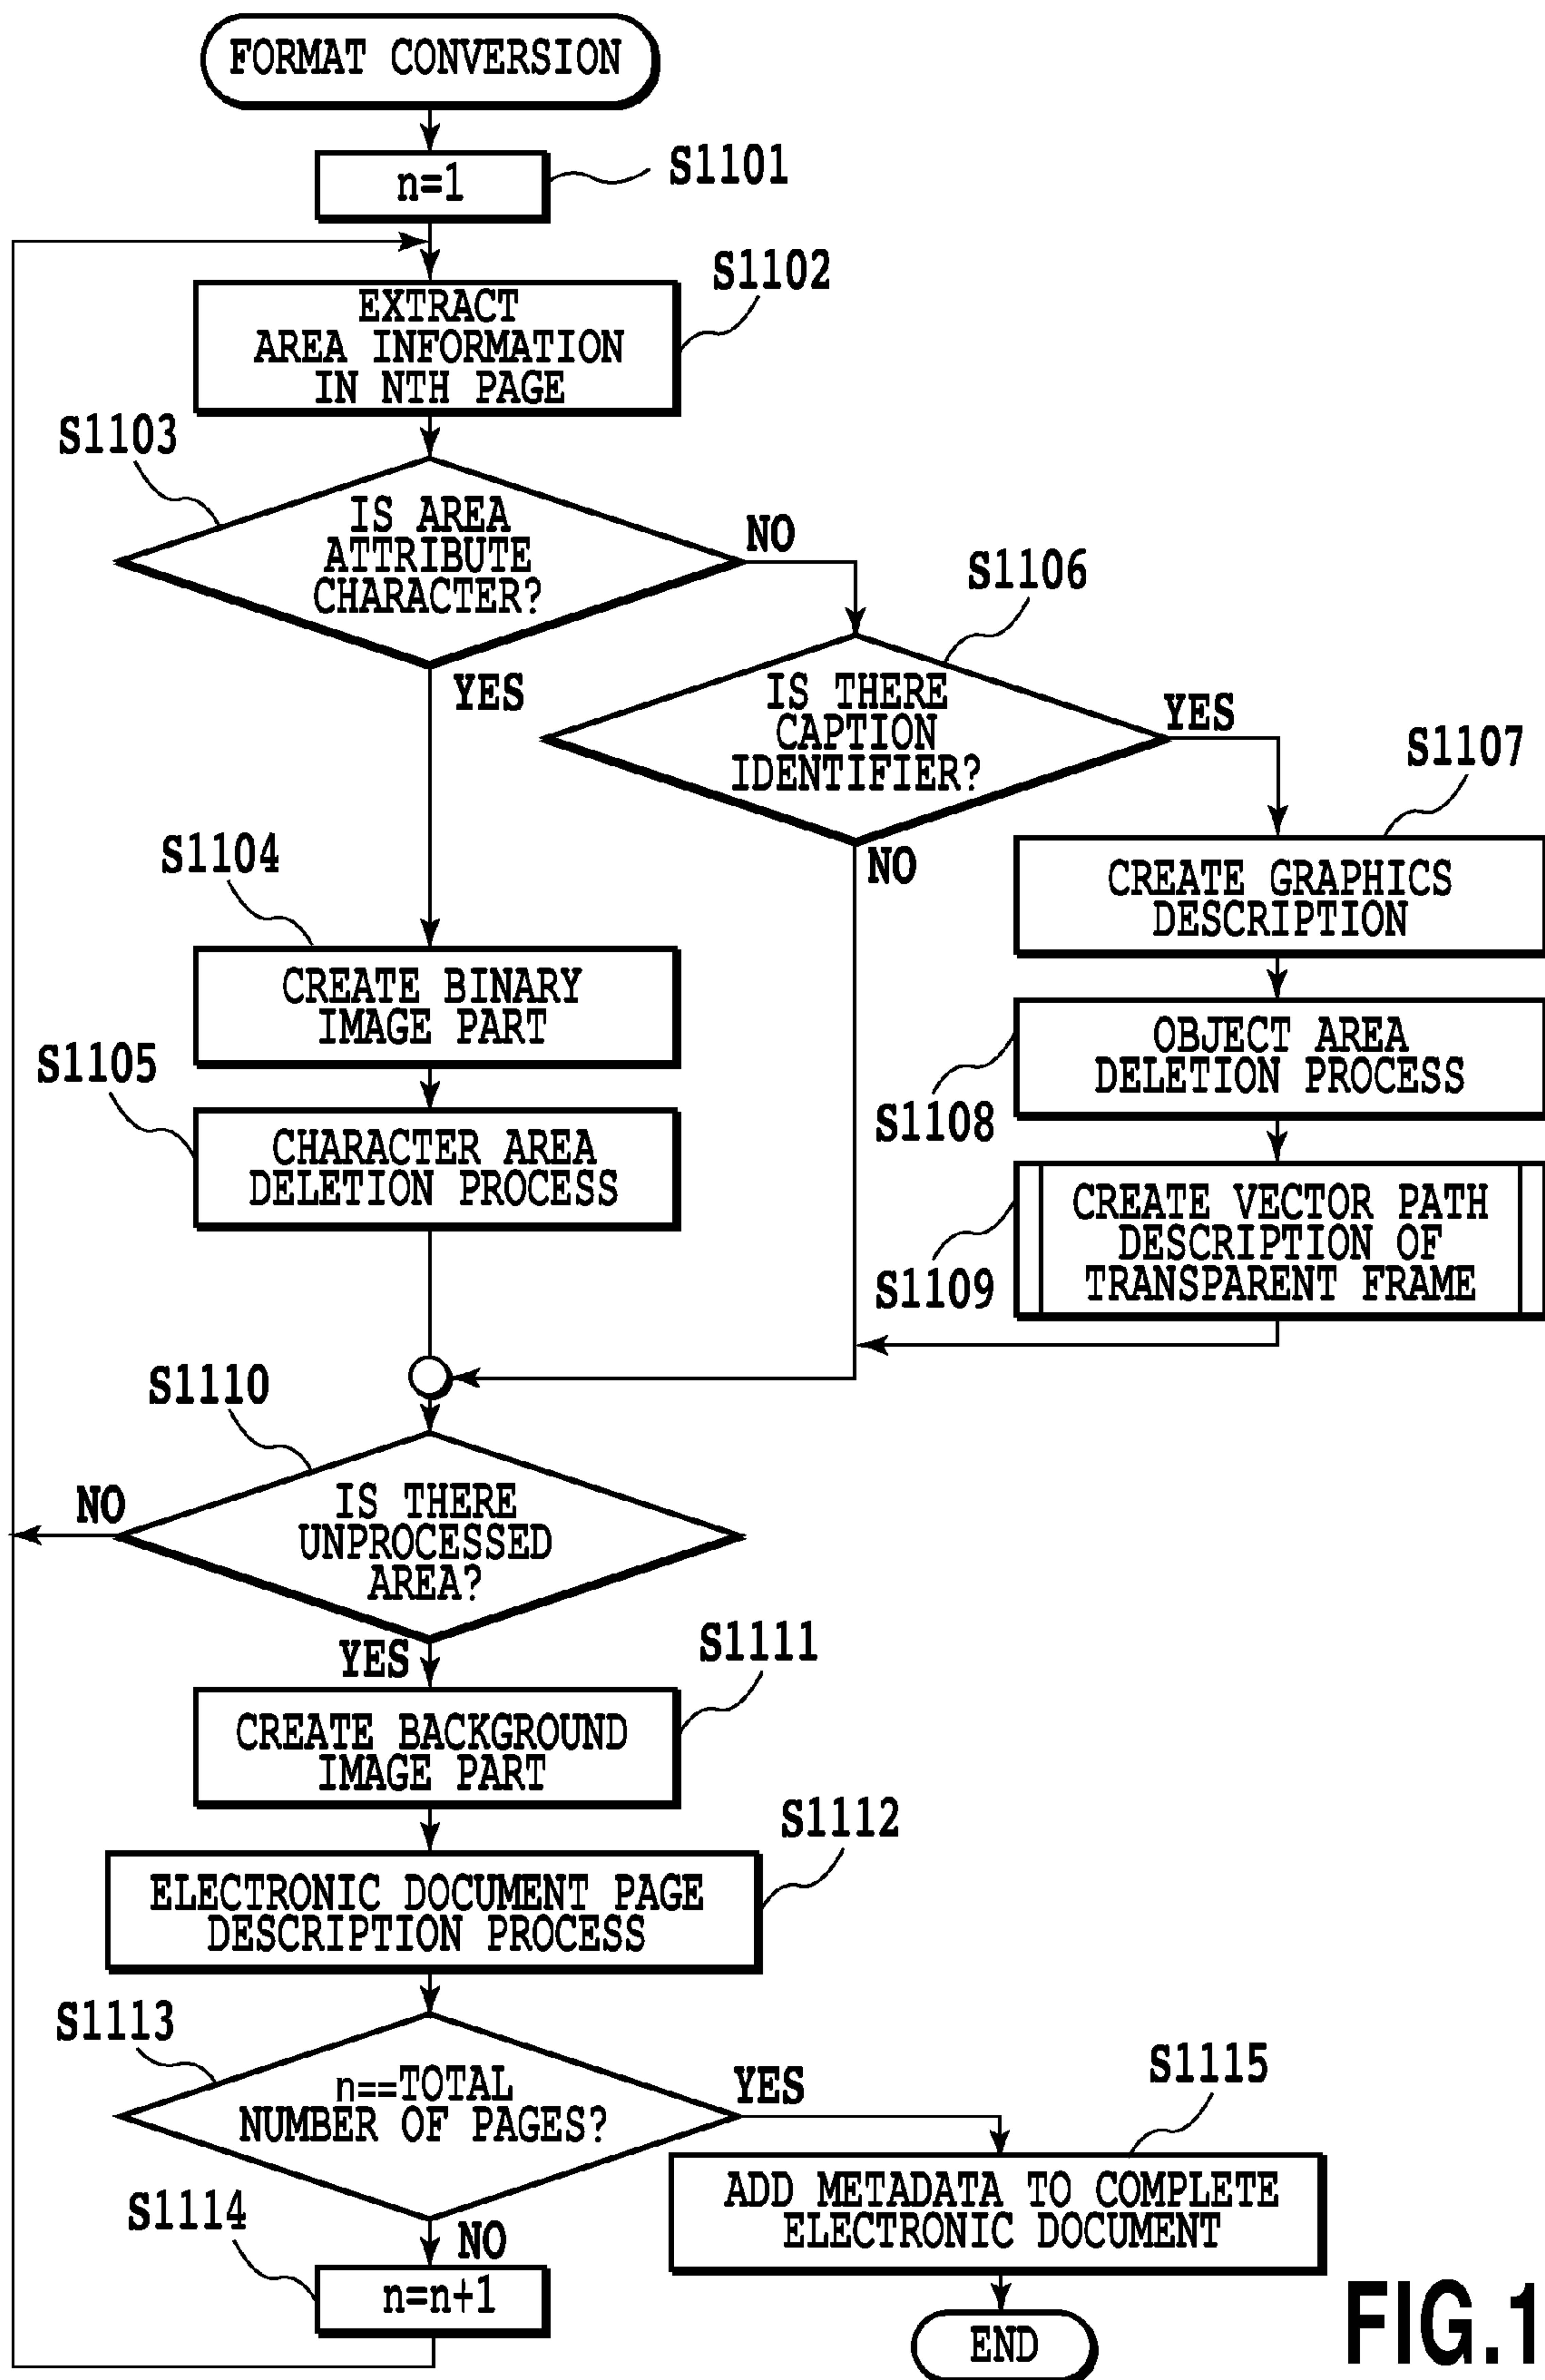 FORMAT CONVERSION
n=1
S1101
S1102
EXTRACT
AREA INFORMATION
IN NTH PAGE
S1103
IS AREA
ATTRIBUTE
CHARACTER?
NO
YES
S1106
IS THERE
CAPTION
IDENTIFIER?
YES
NO
S1107
CREATE GRAPHICS
DESCRIPTION
S1104
CREATE BINARY
IMAGE PART
S1108
OBJECT AREA
DELETION PROCESS
S1105
CHARACTER AREA
DELETION PROCESS
S1109
CREATE VECTOR PATH
DESCRIPTION OF
TRANSPARENT FRAME
S1110
IS THERE
UNPROCESSED
AREA?
NO
YES
S1111
CREATE BACKGROUND
IMAGE PART
S1112
ELECTRONIC DOCUMENT PAGE
DESCRIPTION PROCESS
S1113
n==TOTAL
NUMBER OF PAGES?
YES
NO
S1115
ADD METADATA TO COMPLETE
ELECTRONIC DOCUMENT
S1114
n=n+1
END
FIG.1